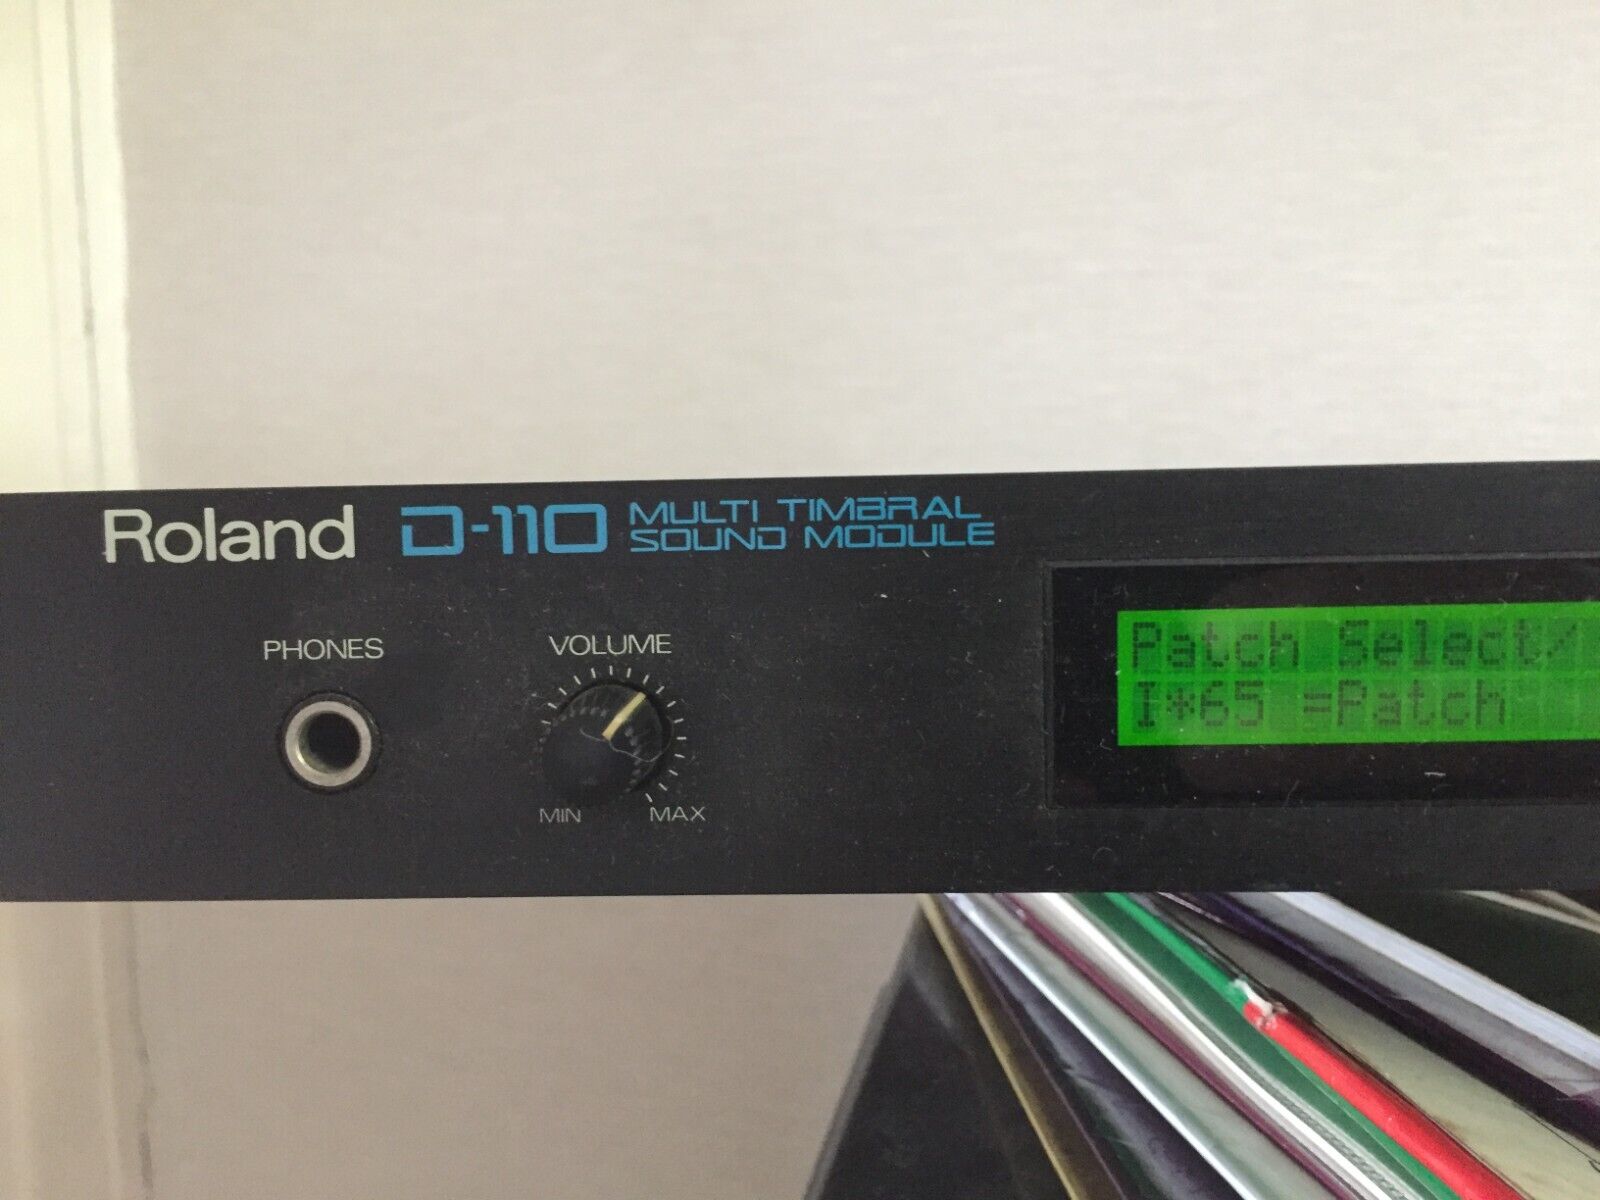 Roland D-110 MULTI TIMBRAL
SOUND MODULE
PHONES
VOLUME
MIN MAX
Patch Select/
I*65 =Patch